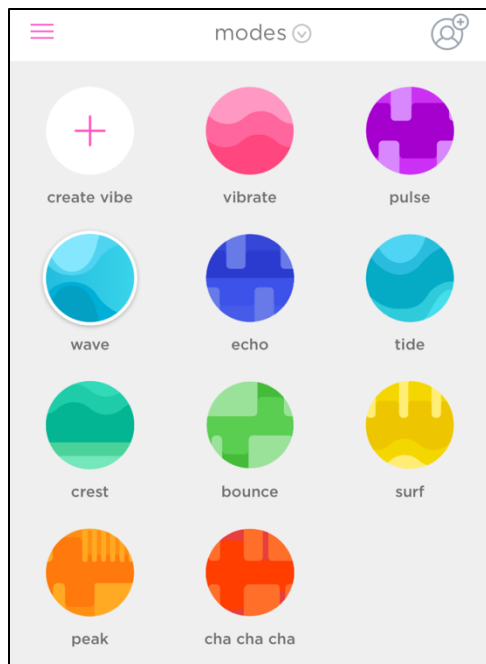 modes
create vibe
vibrate
pulse
wave
echo
tide
crest
bounce
surf
peak
cha cha cha